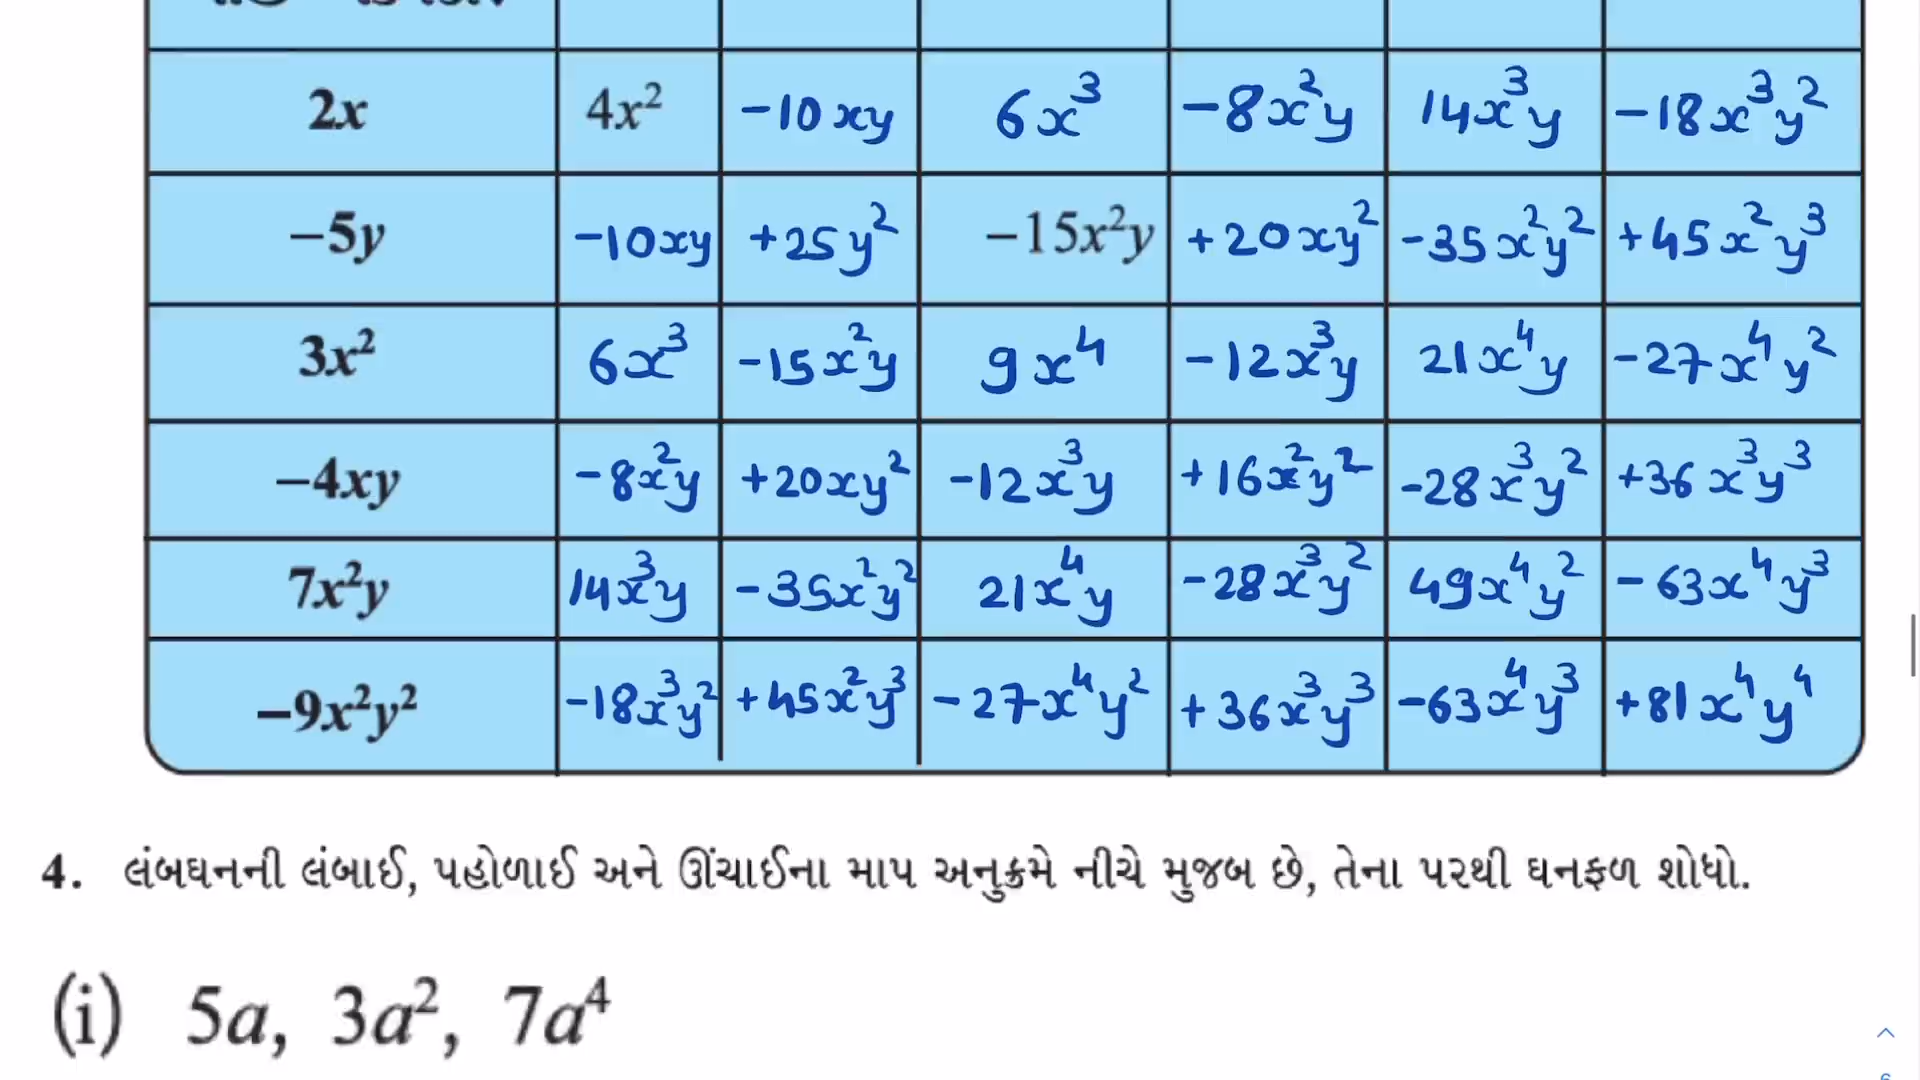 2x 4x² -10xy 6x³ -8x²y 14x³y -18x³y²
-5y -10xy +25y² -15x²y +20xy² -35x²y² +45x²y³
3x² 6x³ -15x²y 9x⁴ -12x³y 21x⁴y -27x⁴y²
-4xy -8x²y +20xy² -12x³y +16x²y² -28x³y² +36x³y³
7x²y 14x³y -35x²y² 21x⁴y -28x³y² 49x⁴y² -63x⁴y³
-9x²y² -18x³y² +45x²y³ -27x⁴y² +36x³y³ -63x⁴y³ +81x⁴y⁴
4. લંબઘનની લંબાઈ, પહોળાઈ અને ઊંચાઈના માપ અનુક્રમે નીચે મુજબ છે, તેના પરથી ઘનફળ શોધો.
(i) 5a, 3a², 7a⁴